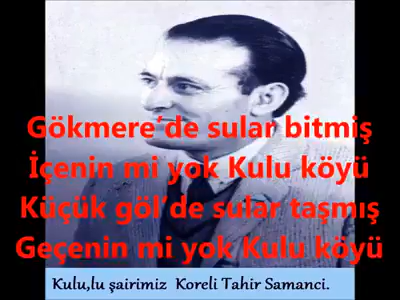 Gökmere'de sular bitmiş
İçenin mi yok Kulu köyü
Küçük göl'de sular taşmış
Geçenin mi yok Kulu köyü
Kulu,lu şairimiz Koreli Tahir Samanci.